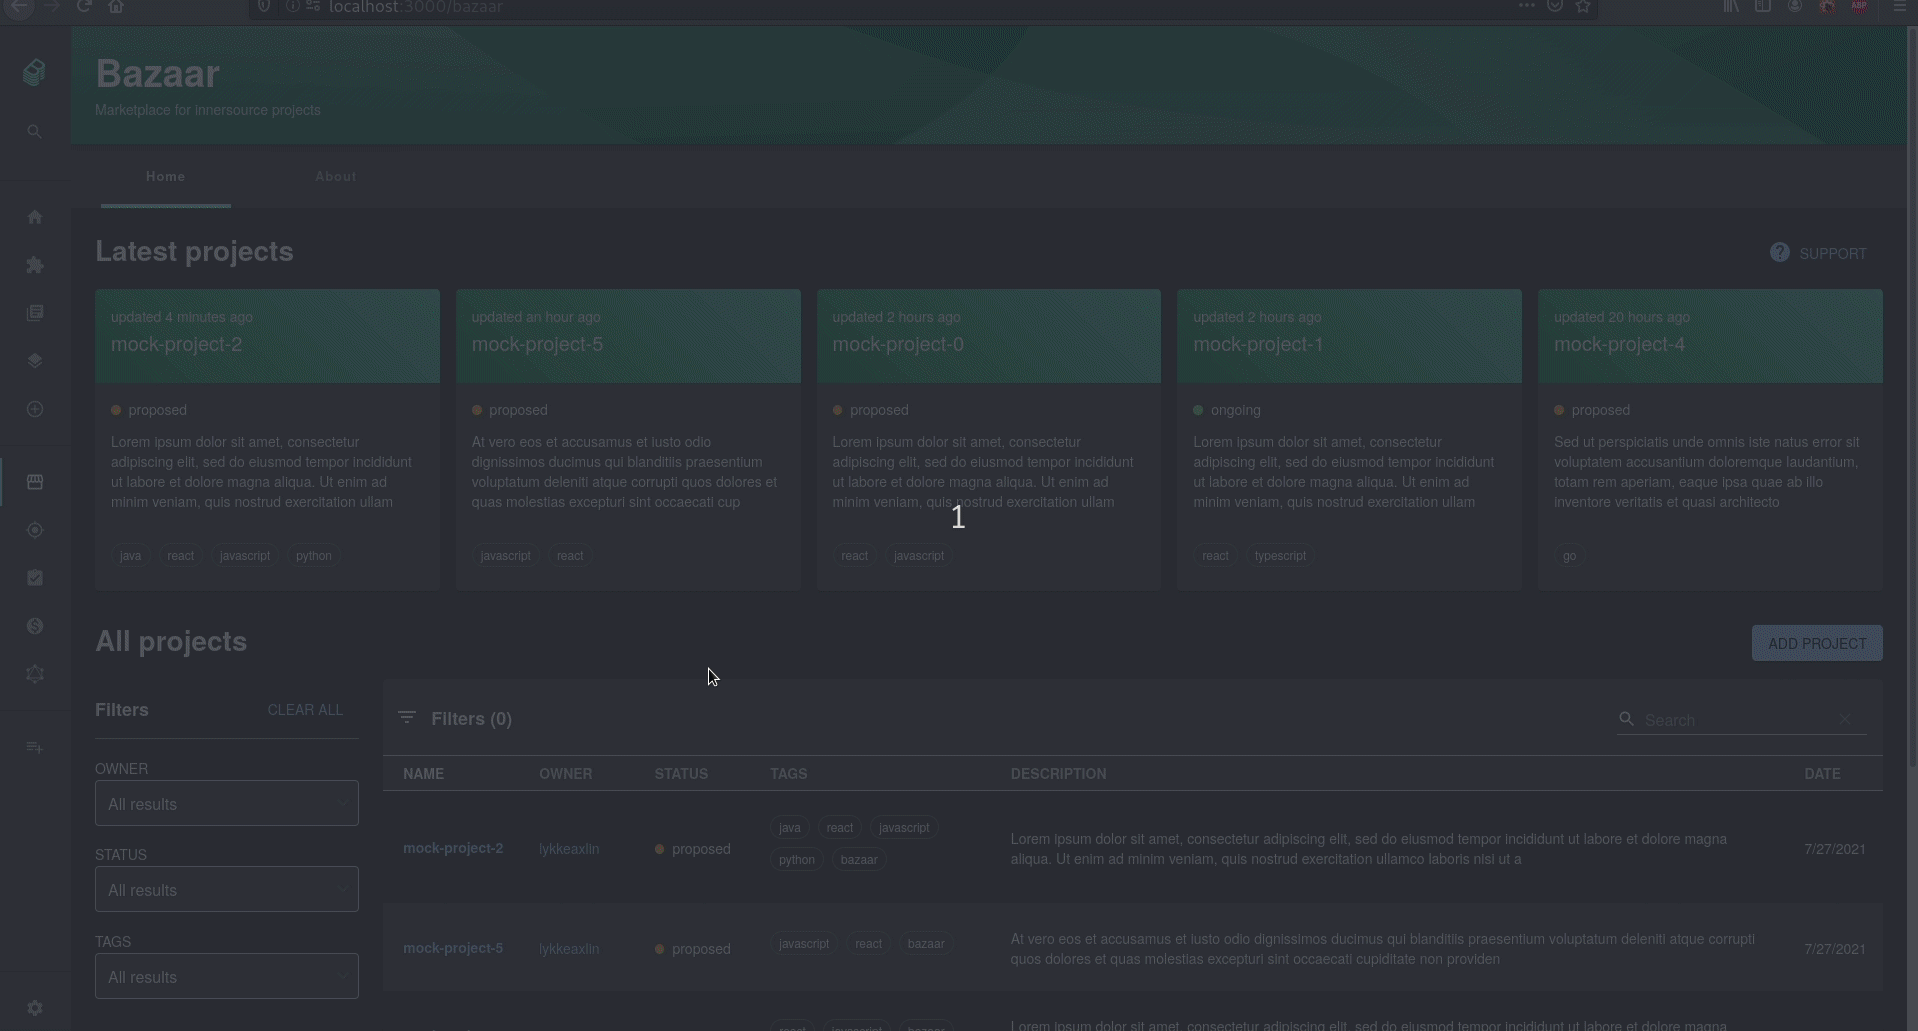 localhost:3000/bazaar
Bazaar
Marketplace for innersource projects
Home
About
Latest projects
SUPPORT
updated 4 minutes ago
mock-project-2
proposed
Lorem ipsum dolor sit amet, consectetur
adipiscing elit, sed do eiusmod tempor incididunt
ut labore et dolore magna aliqua. Ut enim ad
minim veniam, quis nostrud exercitation ullam
java react javascript python
updated an hour ago
mock-project-5
proposed
At vero eos et accusamus et iusto odio
dignissimos ducimus qui blanditiis praesentium
voluptatum deleniti atque corrupti quos dolores et
quas molestias excepturi sint occaecati cup
javascript react
updated 2 hours ago
mock-project-0
proposed
Lorem ipsum dolor sit amet, consectetur
adipiscing elit, sed do eiusmod tempor incididunt
ut labore et dolore magna aliqua. Ut enim ad
minim veniam, quis nostrud exercitation ullam
react javascript
1
updated 2 hours ago
mock-project-1
ongoing
Lorem ipsum dolor sit amet, consectetur
adipiscing elit, sed do eiusmod tempor incididunt
ut labore et dolore magna aliqua. Ut enim ad
minim veniam, quis nostrud exercitation ullam
react typescript
updated 20 hours ago
mock-project-4
proposed
Sed ut perspiciatis unde omnis iste natus error sit
voluptatem accusantium doloremque laudantium,
totam rem aperiam, eaque ipsa quae ab illo
inventore veritatis et quasi architecto
go
All projects
ADD PROJECT
Filters
CLEAR ALL
OWNER
All results
STATUS
All results
TAGS
All results
Filters (0)
Search
NAME OWNER STATUS TAGS DESCRIPTION DATE
mock-project-2
lykkeaxlin
proposed
java react javascript
python bazaar
Lorem ipsum dolor sit amet, consectetur adipiscing elit, sed do eiusmod tempor incididunt ut labore et dolore magna
aliqua. Ut enim ad minim veniam, quis nostrud exercitation ullamco laboris nisi ut a
7/27/2021
mock-project-5
lykkeaxlin
proposed
javascript react bazaar
At vero eos et accusamus et iusto odio dignissimos ducimus qui blanditiis praesentium voluptatum deleniti atque corrupti
quos dolores et quas molestias excepturi sint occaecati cupiditate non providen
7/27/2021
react javascript bazaar
Lorem ipsum dolor sit amet, consectetur adipiscing elit, sed do eiusmod tempor incididunt ut labore et dolore magna